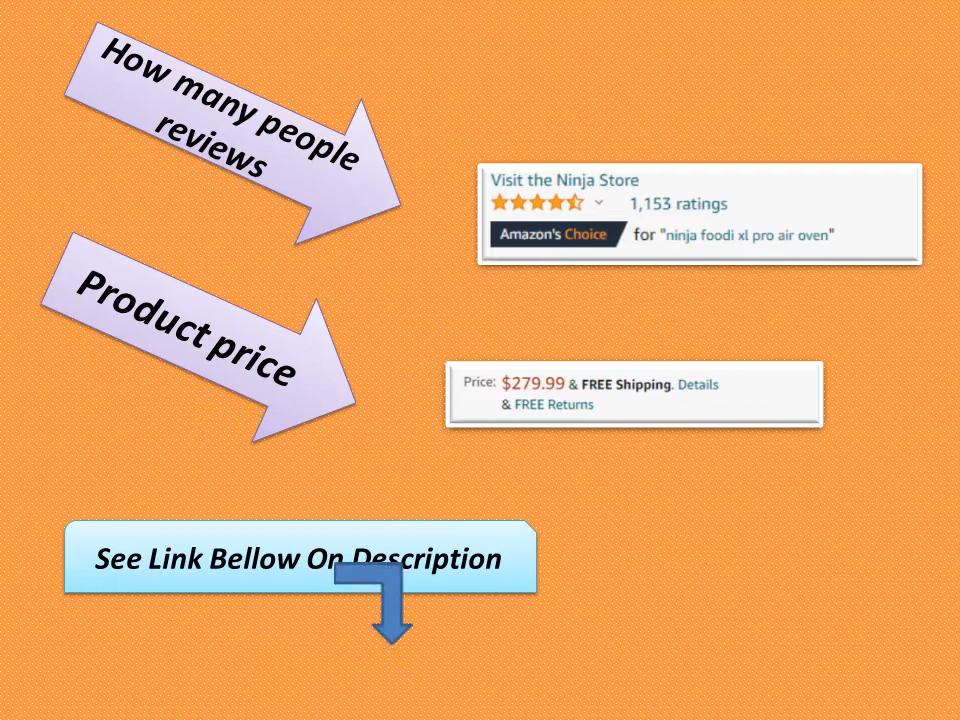 How many people
reviews
Visit the Ninja Store
1,153 ratings
Amazon's Choice for "ninja foodi xl pro air oven"
Product price
Price: $279.99 & FREE Shipping. Details
& FREE Returns
See Link Bellow On Description